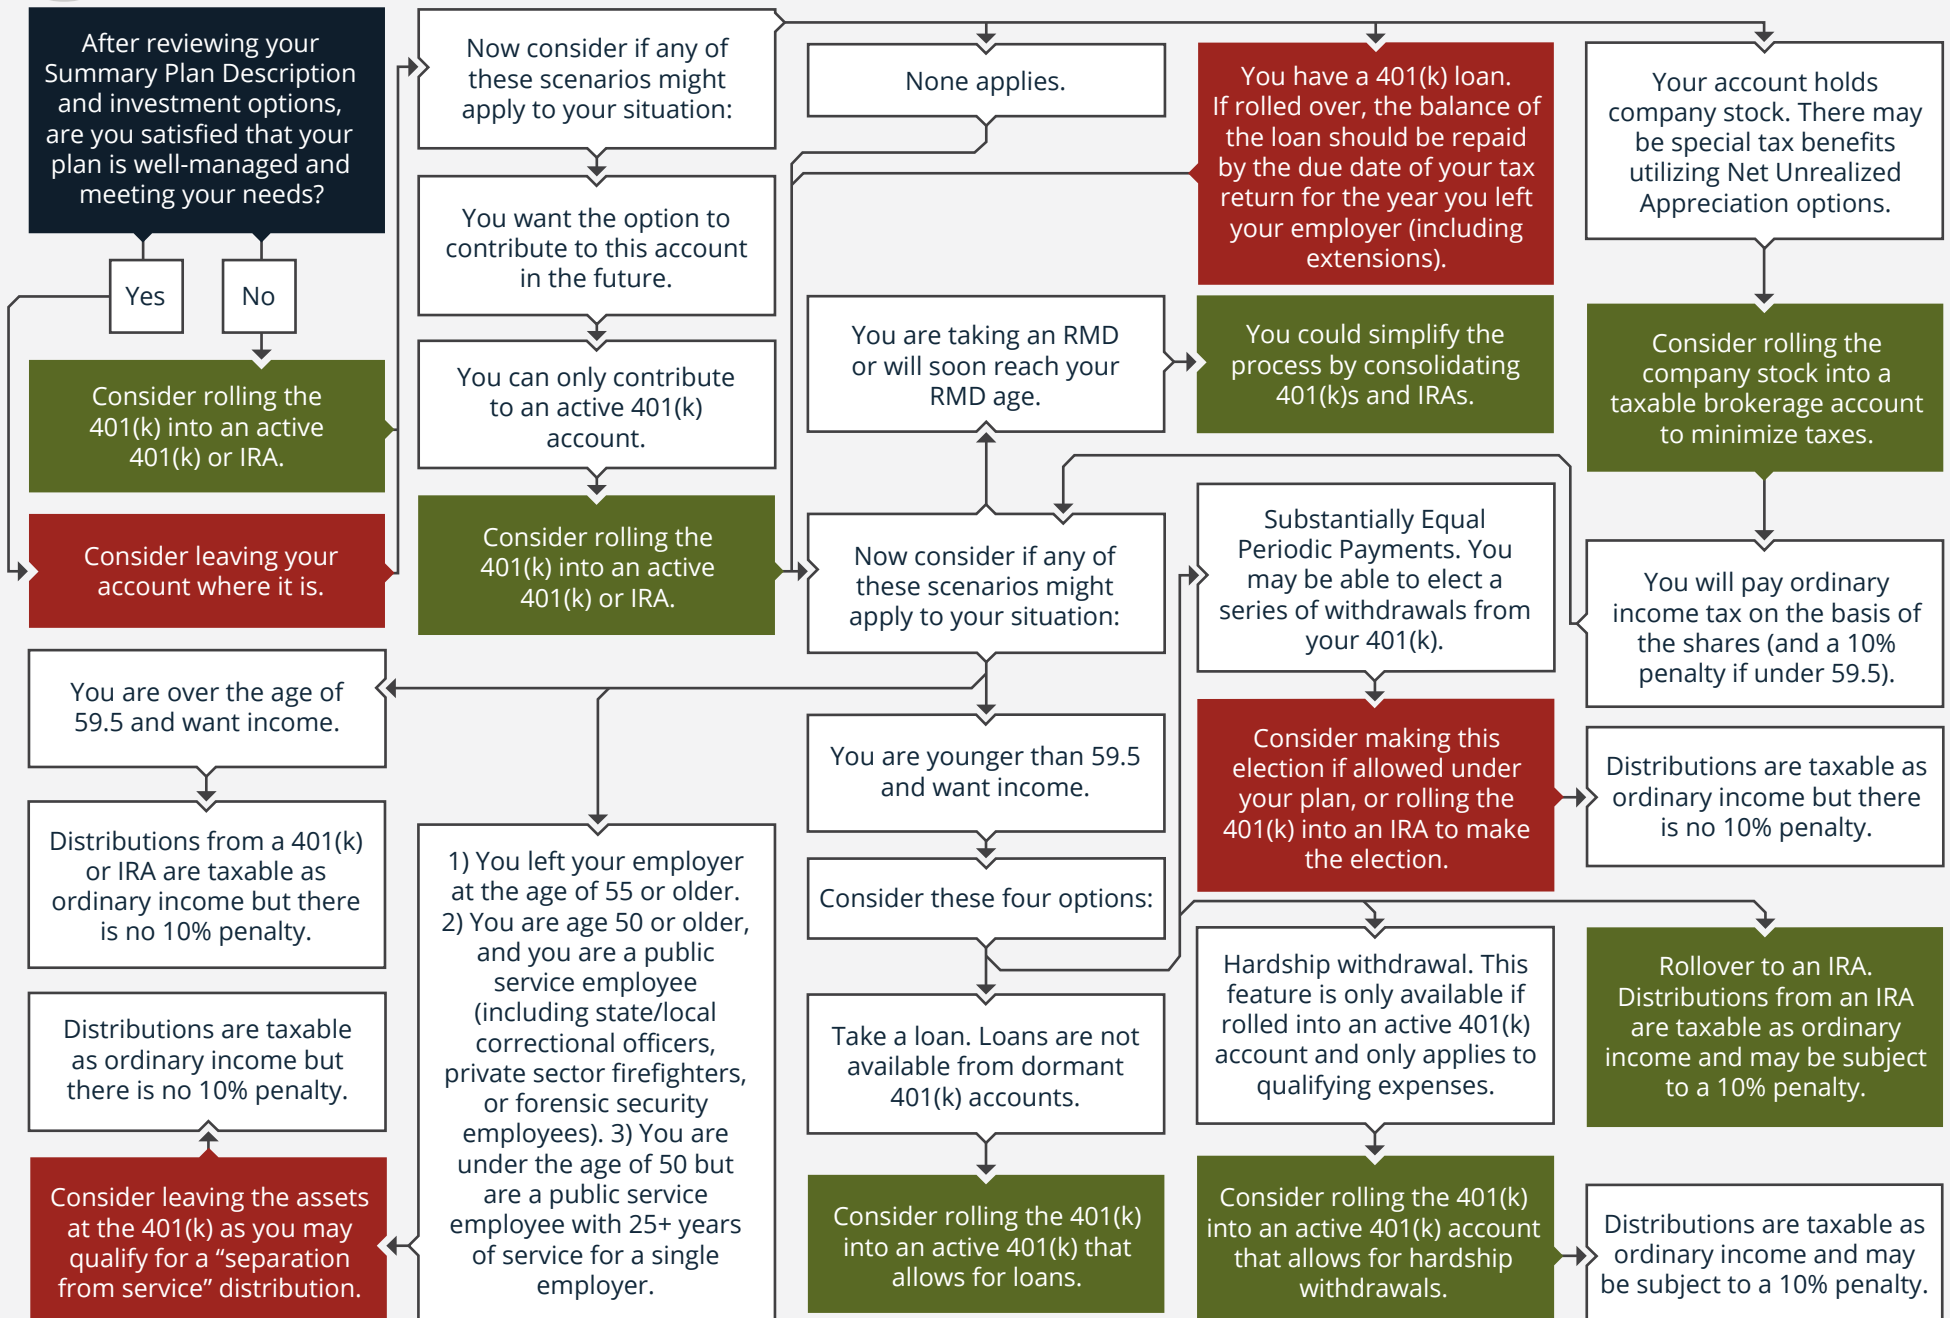 After reviewing your
Summary Plan Description
and investment options,
are you satisfied that your
plan is well-managed and
meeting your needs?
Yes
No
Consider rolling the
401(k) into an active
401(k) or IRA.
Consider leaving your
account where it is.
Now consider if any of
these scenarios might
apply to your situation:
You want the option to
contribute to this account
in the future.
You can only contribute
to an active 401(k)
account.
Consider rolling the
401(k) into an active
401(k) or IRA.
None applies.
You have a 401(k) loan.
If rolled over, the balance of
the loan should be repaid
by the due date of your tax
return for the year you left
your employer (including
extensions).
Your account holds
company stock. There may
be special tax benefits
utilizing Net Unrealized
Appreciation options.
Consider rolling the
company stock into a
taxable brokerage account
to minimize taxes.
You will pay ordinary
income tax on the basis of
the shares (and a 10%
penalty if under 59.5).
Now consider if any of
these scenarios might
apply to your situation:
You are taking an RMD
or will soon reach your
RMD age.
You could simplify the
process by consolidating
401(k)s and IRAs.
You are over the age of
59.5 and want income.
Distributions from a 401(k)
or IRA are taxable as
ordinary income but there
is no 10% penalty.
1) You left your employer
at the age of 55 or older.
2) You are age 50 or older,
and you are a public
service employee
(including state/local
correctional officers,
private sector firefighters,
or forensic security
employees). 3) You are
under the age of 50 but
are a public service
employee with 25+ years
of service for a single
employer.
Consider leaving the assets
at the 401(k) as you may
qualify for a “separation
from service” distribution.
Distributions are taxable
as ordinary income but
there is no 10% penalty.
You are younger than 59.5
and want income.
Consider these four options:
Take a loan. Loans are not
available from dormant
401(k) accounts.
Consider rolling the 401(k)
into an active 401(k) that
allows for loans.
Substantially Equal
Periodic Payments. You
may be able to elect a
series of withdrawals from
your 401(k).
Consider making this
election if allowed under
your plan, or rolling the
401(k) into an IRA to make
the election.
Distributions are taxable as
ordinary income but there
is no 10% penalty.
Hardship withdrawal. This
feature is only available if
rolled into an active 401(k)
account and only applies to
qualifying expenses.
Consider rolling the 401(k)
into an active 401(k) account
that allows for hardship
withdrawals.
Distributions are taxable as
ordinary income and may
be subject to a 10% penalty.
Rollover to an IRA.
Distributions from an IRA
are taxable as ordinary
income and may be subject
to a 10% penalty.